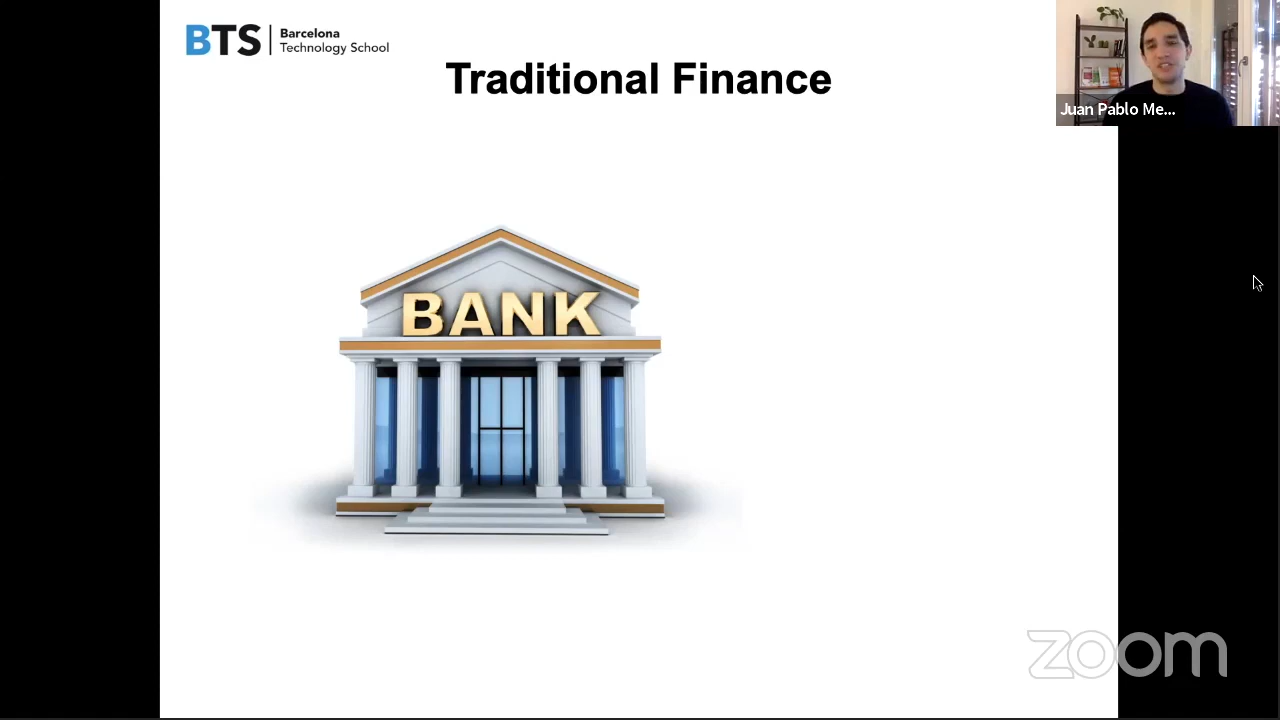 BTS
Barcelona
Technology School
Traditional Finance
Juan Pablo Me...
BANK
zoom